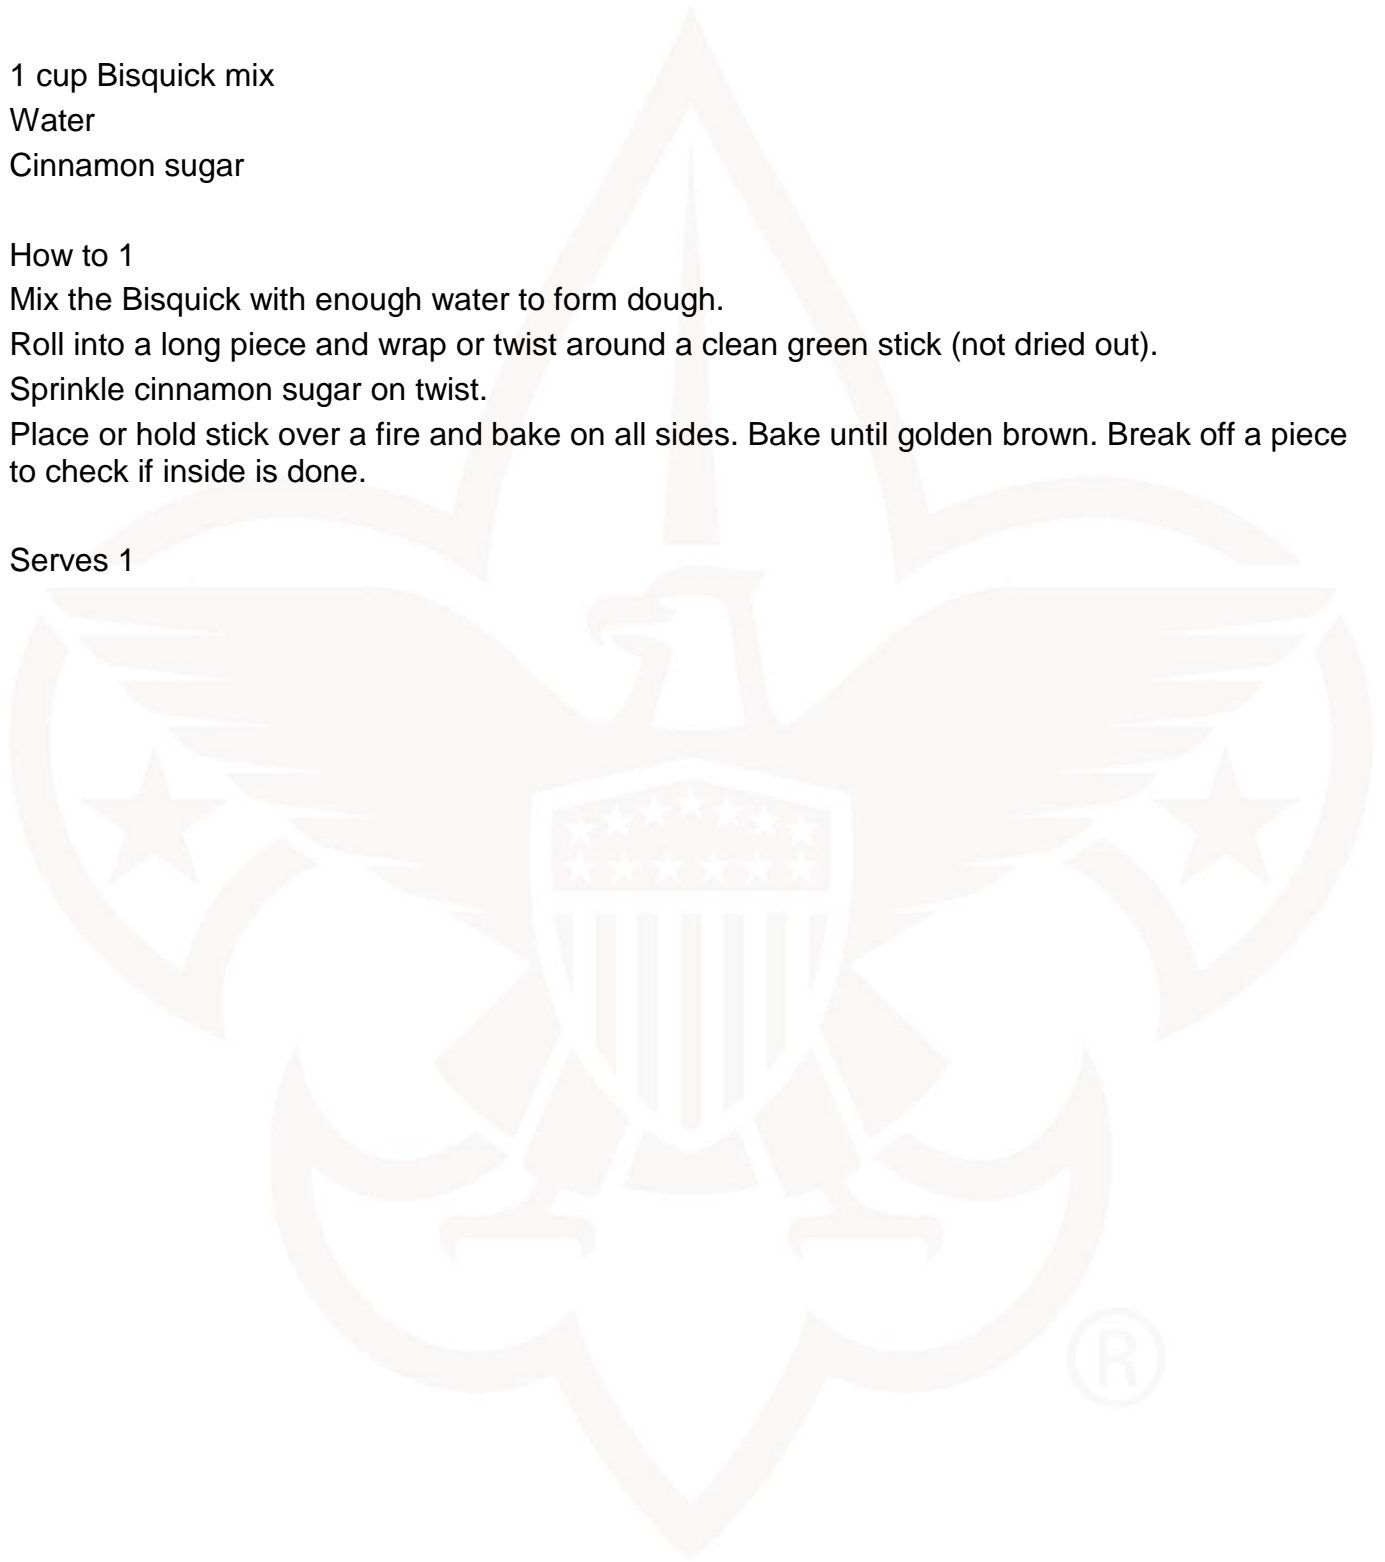 1 cup Bisquick mix
Water
Cinnamon sugar
How to 1
Mix the Bisquick with enough water to form dough.
Roll into a long piece and wrap or twist around a clean green stick (not dried out).
Sprinkle cinnamon sugar on twist.
Place or hold stick over a fire and bake on all sides. Bake until golden brown. Break off a piece
to check if inside is done.
Serves 1
®